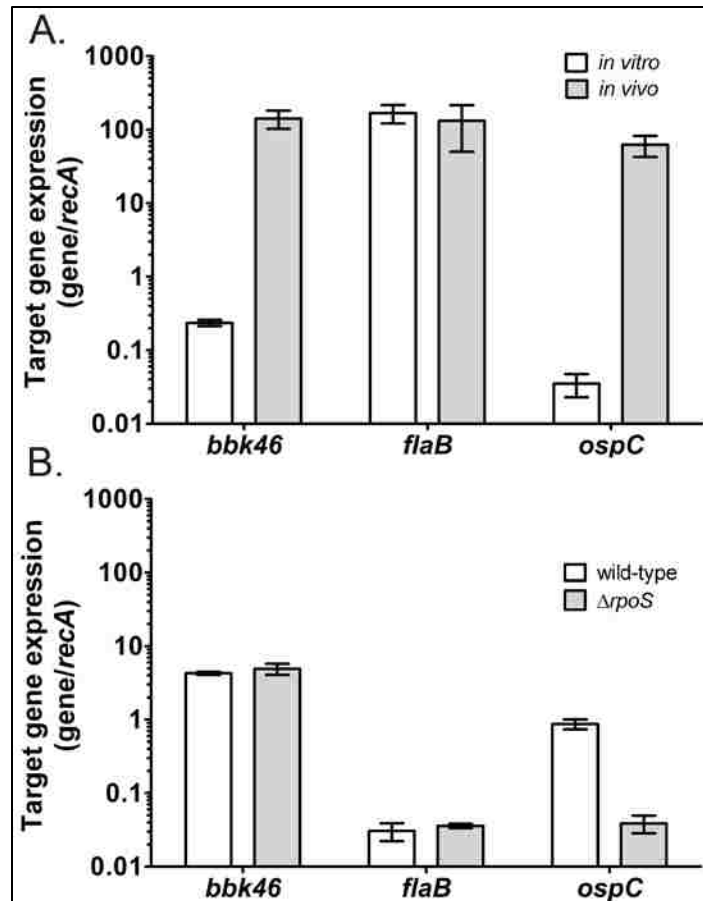 A.
Target gene expression
(gene/recA)
1000
100
10
1
0.1
0.01
in vitro
in vivo
bbk46 flaB ospC
B.
Target gene expression
(gene/recA)
1000
100
10
1
0.1
0.01
wild-type
ΔrpoS
bbk46 flaB ospC